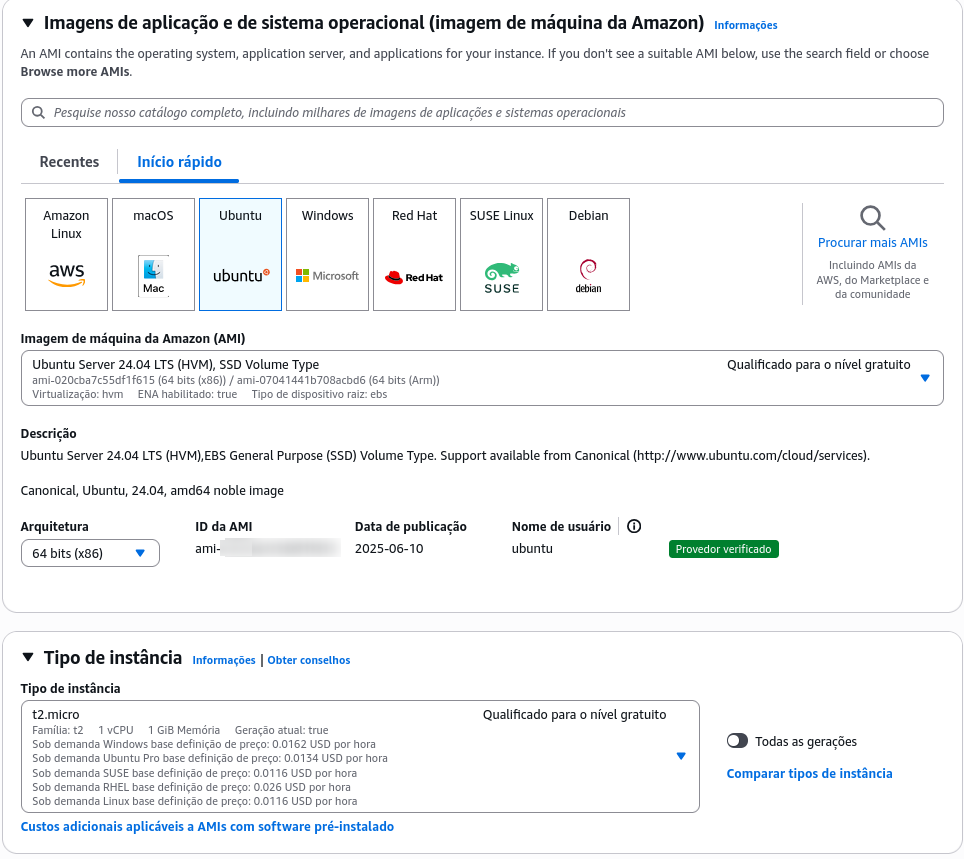 Imagens de aplicação e de sistema operacional (imagem de máquina da Amazon) Informações
An AMI contains the operating system, application server, and applications for your instance. If you don't see a suitable AMI below, use the search field or choose
Browse more AMIs.
Pesquise nosso catálogo completo, incluindo milhares de imagens de aplicações e sistemas operacionais
Recentes Início rápido
Amazon Linux
aws
macOS
Mac
Ubuntu
ubuntu
Windows
Microsoft
Red Hat
Red Hat
SUSE Linux
SUSE
Debian
debian
Procurar mais AMIs
Incluindo AMIs da
AWS, do Marketplace e
da comunidade
Imagem de máquina da Amazon (AMI)
Ubuntu Server 24.04 LTS (HVM), SSD Volume Type Qualificado para o nível gratuito
ami-020cba7c55df1f615 (64 bits (x86)) / ami-07041441b708acbd6 (64 bits (Arm))
Virtualização: hvm ENA habilitado: true Tipo de dispositivo raiz: ebs
Descrição
Ubuntu Server 24.04 LTS (HVM),EBS General Purpose (SSD) Volume Type. Support available from Canonical (http://www.ubuntu.com/cloud/services).
Canonical, Ubuntu, 24.04, amd64 noble image
Arquitetura ID da AMI Data de publicação Nome de usuário
64 bits (x86) ami- 2025-06-10 ubuntu Provedor verificado
Tipo de instância Informações | Obter conselhos
Tipo de instância
t2.micro Qualificado para o nível gratuito
Família: t2 1 vCPU 1 GiB Memória Geração atual: true
Sob demanda Windows base definição de preço: 0.0162 USD por hora
Sob demanda Ubuntu Pro base definição de preço: 0.0134 USD por hora
Sob demanda SUSE base definição de preço: 0.0116 USD por hora
Sob demanda RHEL base definição de preço: 0.026 USD por hora
Sob demanda Linux base definição de preço: 0.0116 USD por hora
Todas as gerações
Comparar tipos de instância
Custos adicionais aplicáveis a AMIs com software pré-instalado